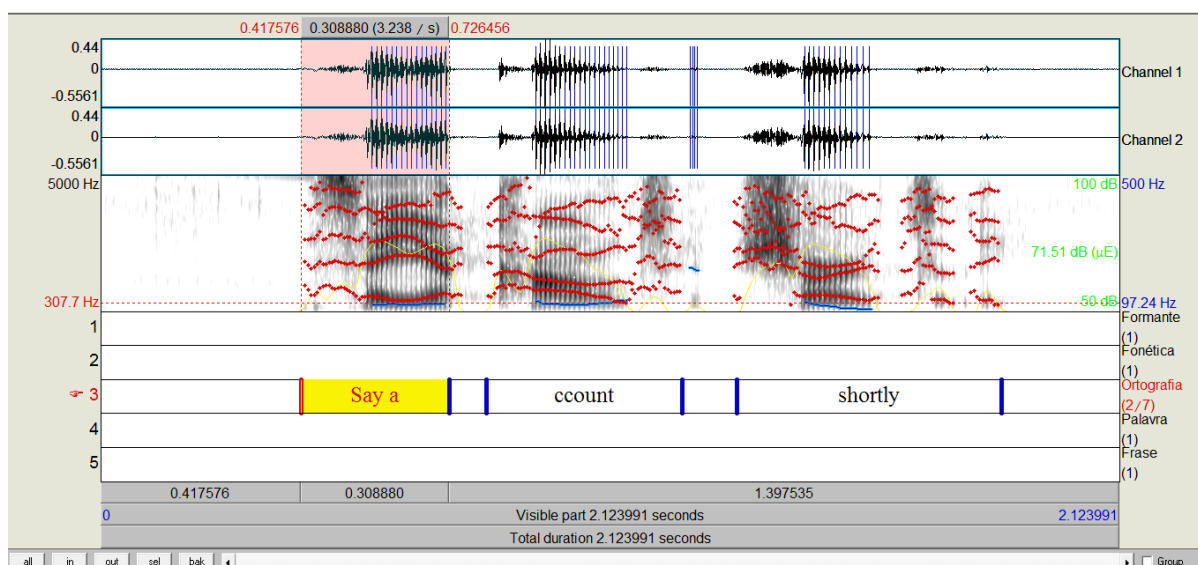 0.417576 0.308880 (3.238 / s) 0.726456
0.44
0
-0.5561
Channel 1
0.44
0
-0.5561
Channel 2
5000 Hz 100 dB 500 Hz
71.51 dB (µE)
307.7 Hz 50 dB 97.24 Hz
1 Formante
(1)
2 Fonética
(1)
3 Say a ccount shortly Ortografia
(2/7)
4 Palavra
(1)
5 Frase
(1)
0.417576 0.308880 1.397535
0 Visible part 2.123991 seconds 2.123991
Total duration 2.123991 seconds
all in out sel bak Group